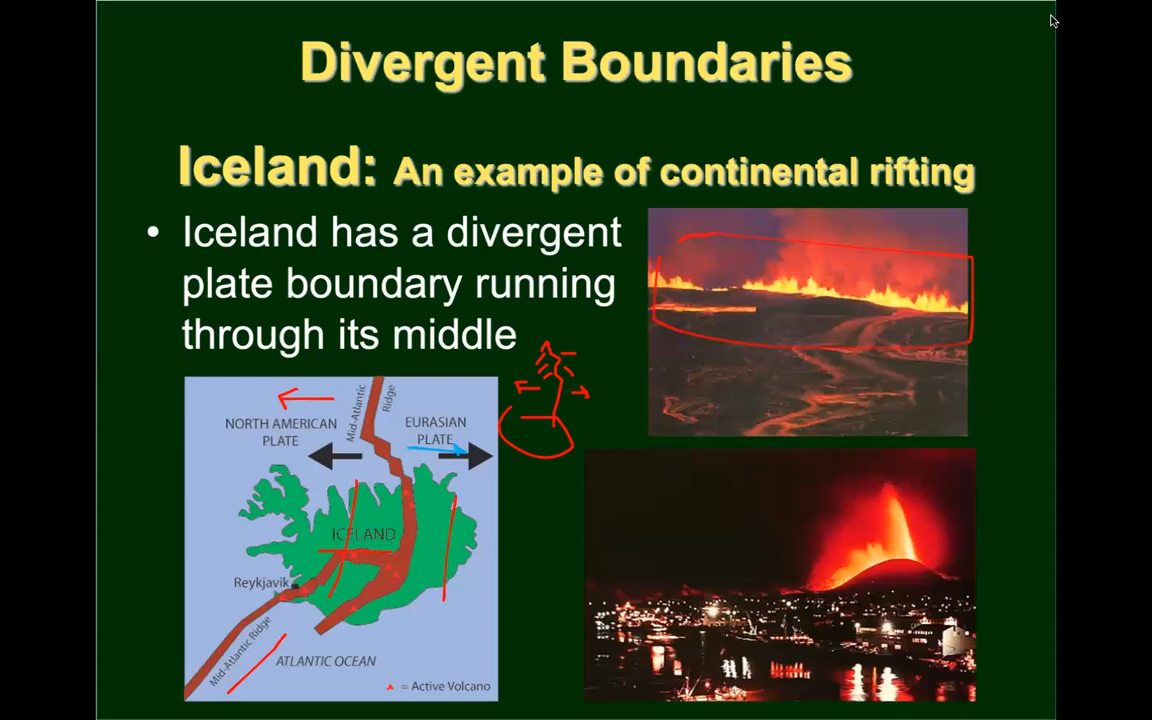 Divergent Boundaries
Iceland: An example of continental rifting
• Iceland has a divergent
plate boundary running
through its middle
NORTH AMERICAN
PLATE
Mid-Atlantic
Ridge
EURASIAN
PLATE
ICELAND
Reykjavik
Mid-Atlantic Ridge
ATLANTIC OCEAN
= Active Volcano